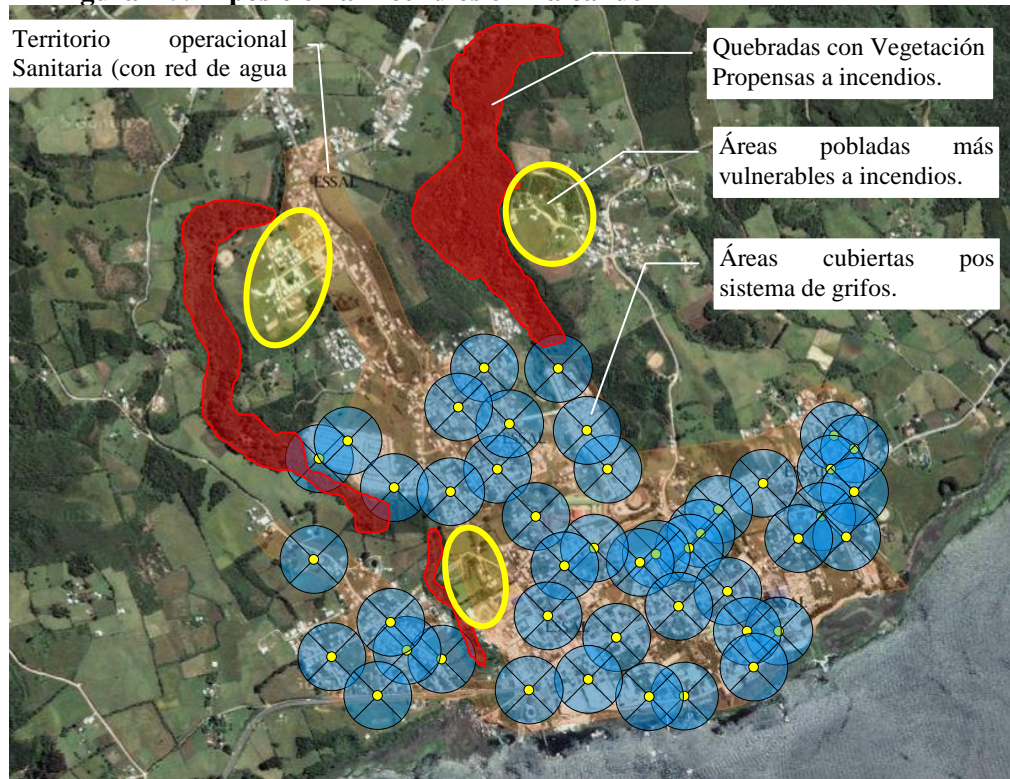 Territorio operacional
Sanitaria (con red de agua
Quebradas con Vegetación
Propensas a incendios.
Áreas pobladas más
vulnerables a incendios.
ESSAL
Áreas cubiertas pos
sistema de grifos.